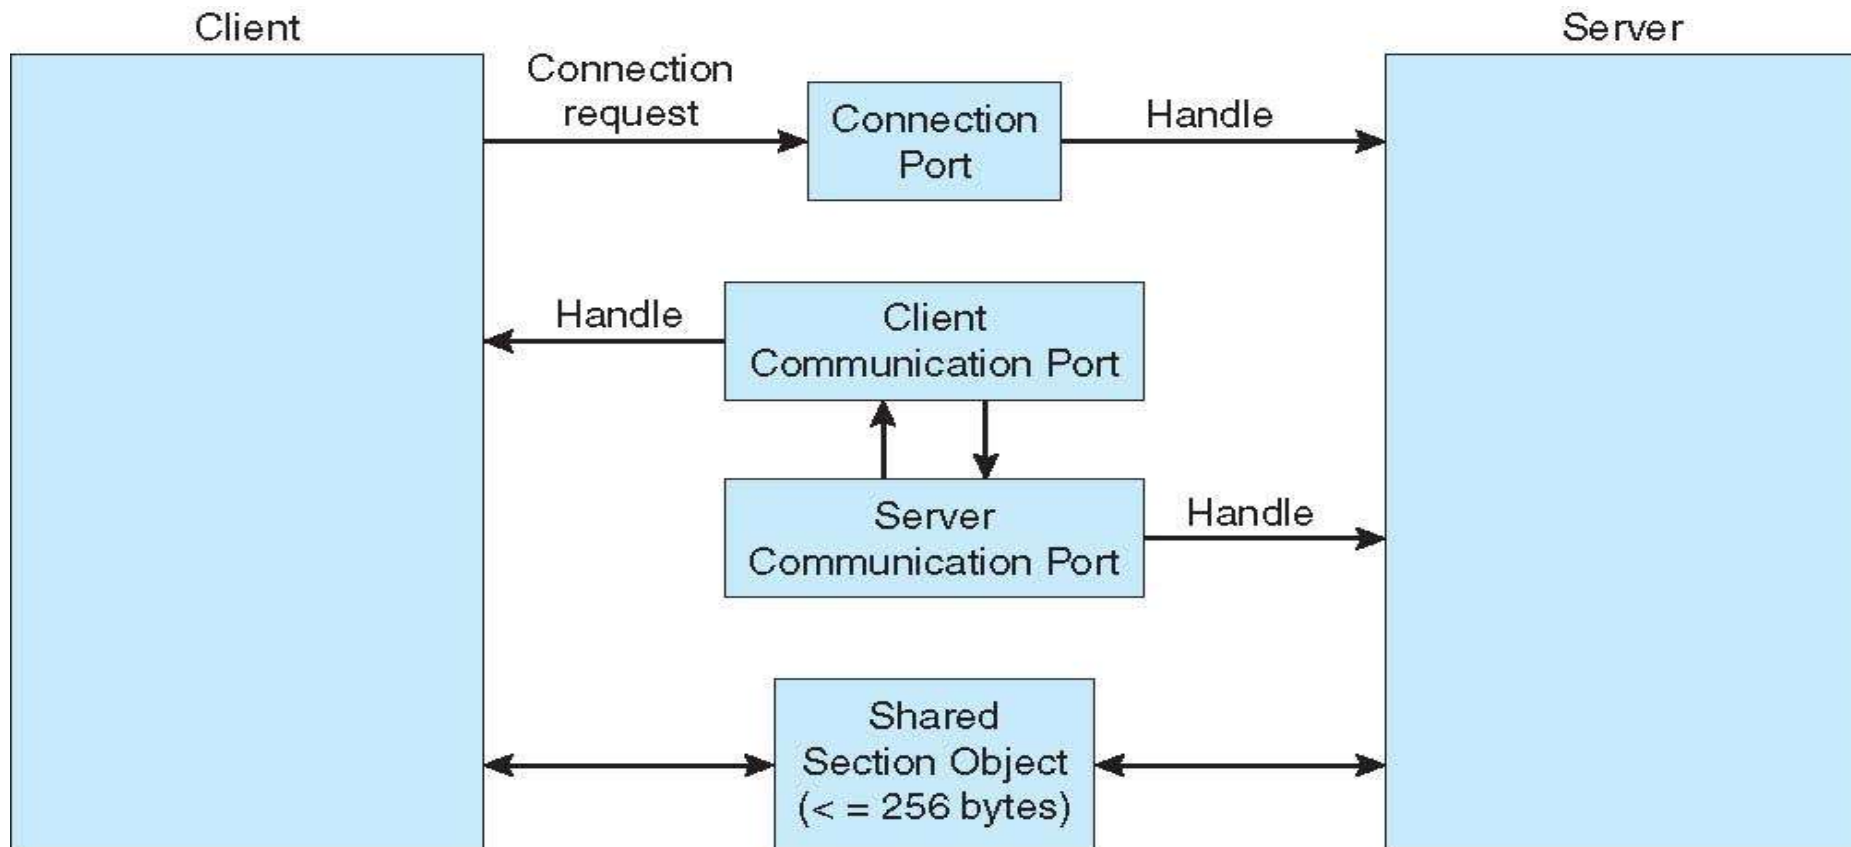 Client
Server
Connection
request
Connection
Port
Handle
Handle
Client
Communication Port
Server
Communication Port
Handle
Shared
Section Object
(< = 256 bytes)